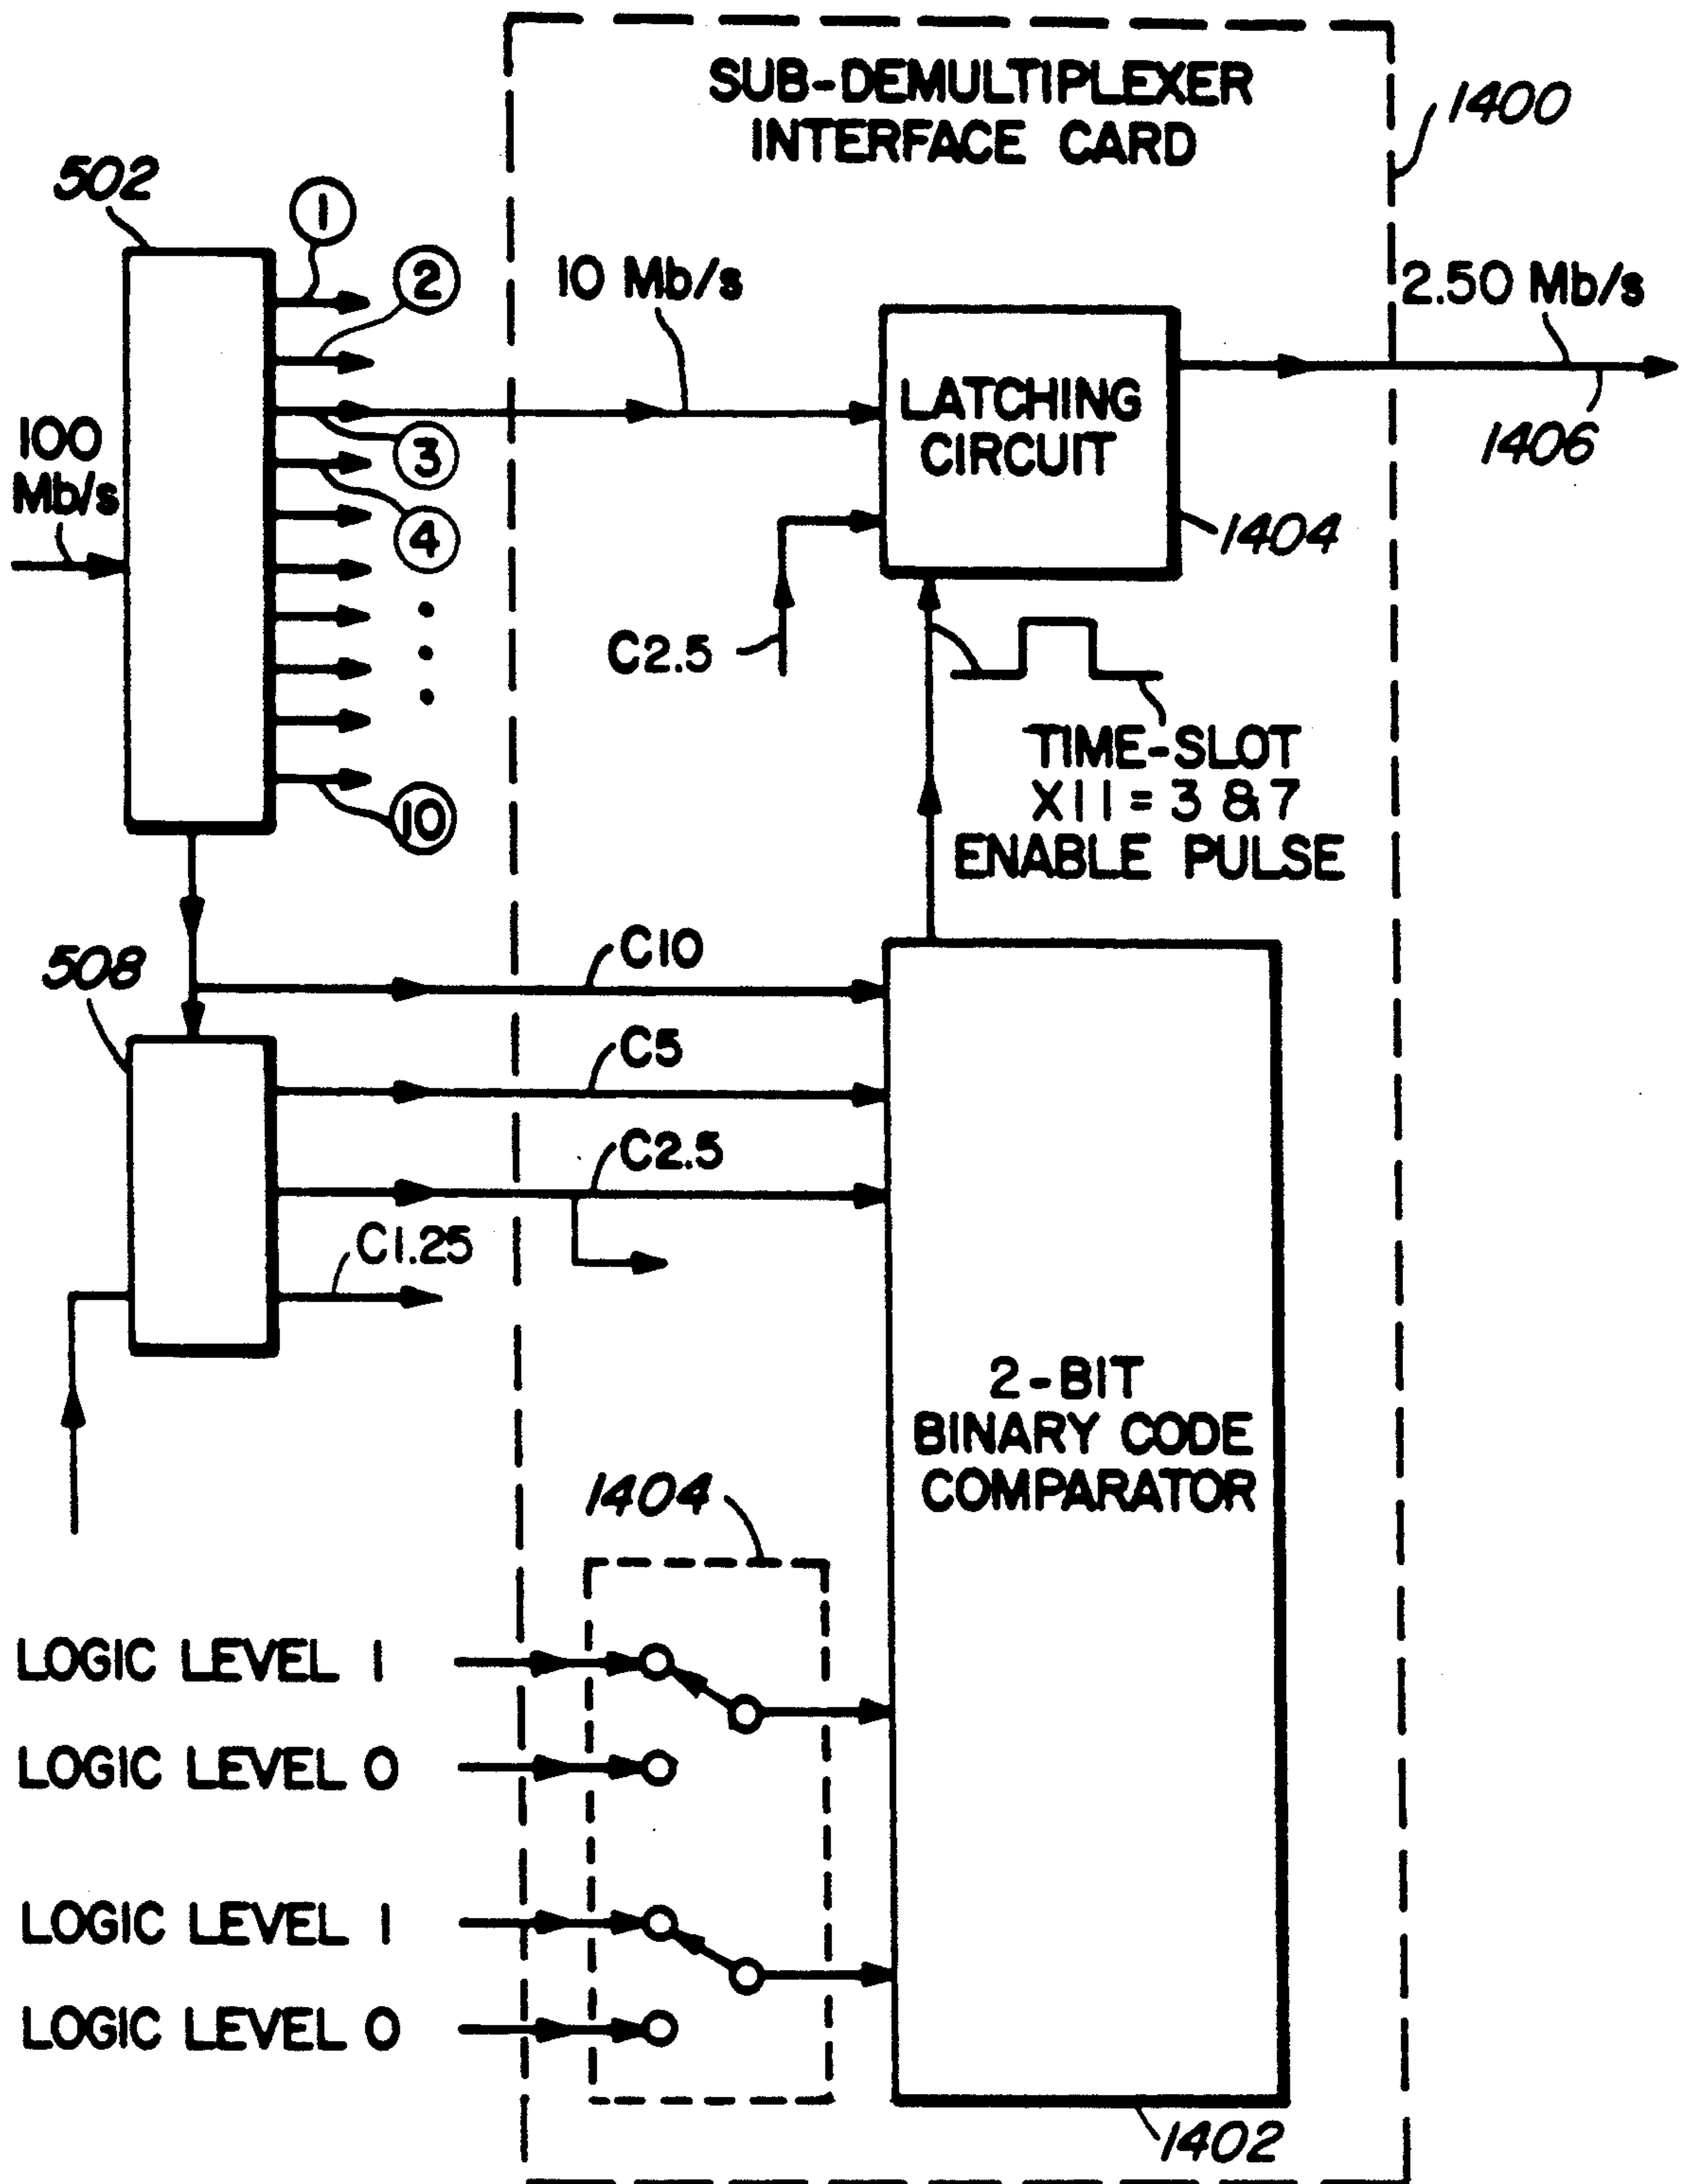 SUB-DEMULTIPLEXER
INTERFACE CARD
1400
502
1
2
10 Mb/s
2.50 Mb/s
100
Mb/s
3
LATCHING
CIRCUIT
1406
4
1404
C2.5
TIME-SLOT
X11 = 3 & 7
ENABLE PULSE
10
508
C10
C5
C2.5
C1.25
2-BIT
BINARY CODE
COMPARATOR
1404
LOGIC LEVEL 1
LOGIC LEVEL 0
LOGIC LEVEL 1
LOGIC LEVEL 0
1402